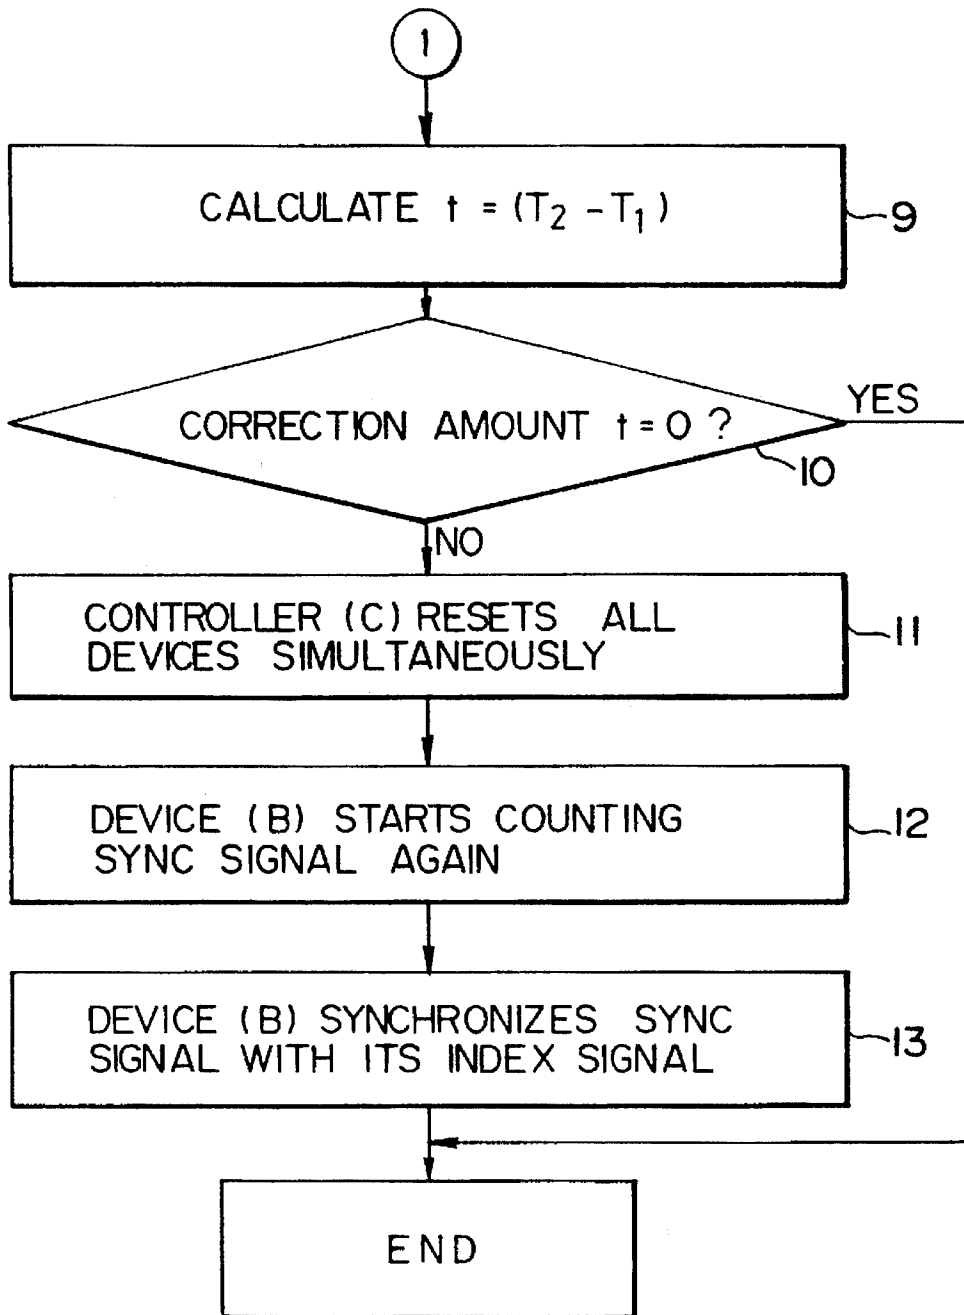 1
CALCULATE t = (T₂ - T₁)
9
CORRECTION AMOUNT t = 0 ?
YES
10
NO
CONTROLLER (C) RESETS ALL
DEVICES SIMULTANEOUSLY
11
DEVICE (B) STARTS COUNTING
SYNC SIGNAL AGAIN
12
DEVICE (B) SYNCHRONIZES SYNC
SIGNAL WITH ITS INDEX SIGNAL
13
END